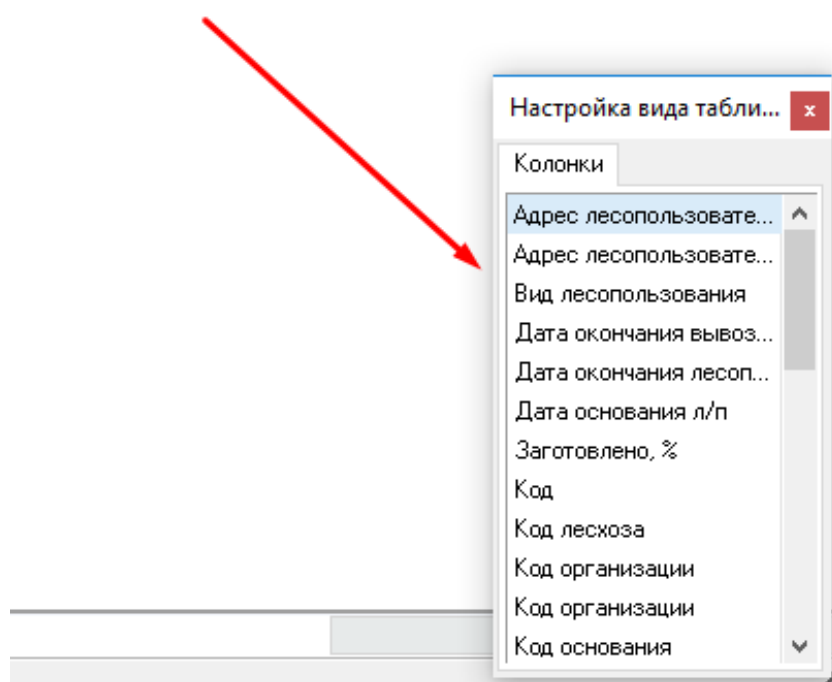 Настройка вида табли...
x
Колонки
Адрес лесопользовате...
Адрес лесопользовате...
Вид лесопользования
Дата окончания вывоз...
Дата окончания лесоп...
Дата основания л/п
Заготовлено, %
Код
Код лесхоза
Код организации
Код организации
Код основания